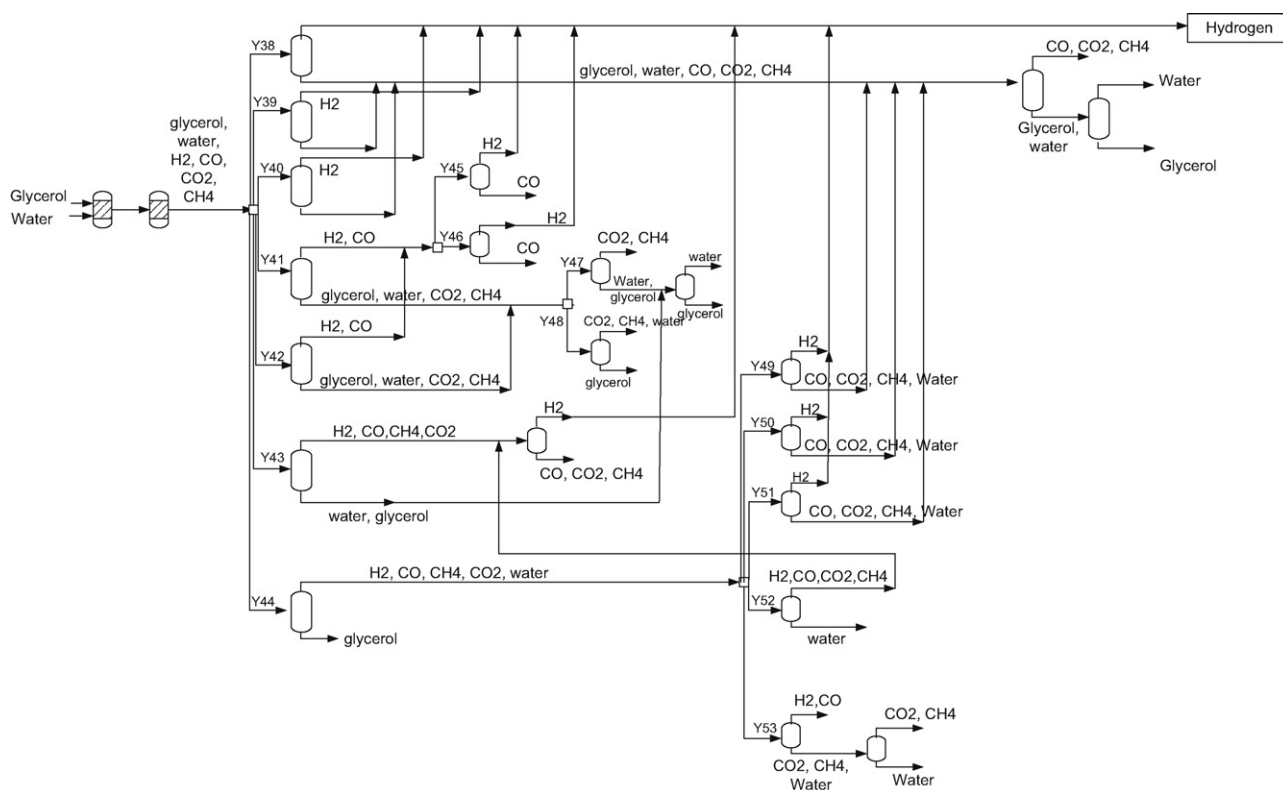 Y38
Hydrogen
CO, CO2, CH4
glycerol, water, CO, CO2, CH4
Water
Y39
H2
glycerol,
water,
H2, CO,
CO2,
CH4
Glycerol,
water
Glycerol
Y40
H2
H2
Y45
CO
Glycerol
Water
H2
Y46
CO
H2, CO
Y41
CO2, CH4
Y47
water
Water,
glycerol
glycerol, water, CO2, CH4
glycerol
Y48
CO2, CH4, water
H2, CO
Y42
glycerol
glycerol, water, CO2, CH4
H2
Y49
CO, CO2, CH4, Water
H2
H2
Y50
CO, CO2, CH4, Water
H2, CO,CH4,CO2
Y43
CO, CO2, CH4
H2
Y51
CO, CO2, CH4, Water
water, glycerol
H2, CO, CH4, CO2, water
H2,CO,CO2,CH4
Y44
Y52
glycerol
water
H2,CO
Y53
CO2, CH4
CO2, CH4,
Water
Water